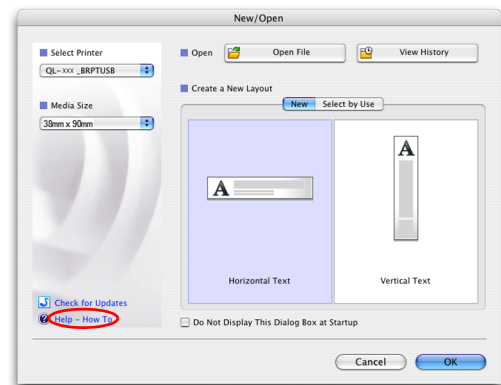 New/Open
Select Printer
QL-xxx _BRPTUSB
Media Size
38mm x 90mm
Check for Updates
Help - How To
Open
Open File
View History
Create a New Layout
New
Select by Use
A
A
Horizontal Text
Vertical Text
Do Not Display This Dialog Box at Startup
Cancel
OK